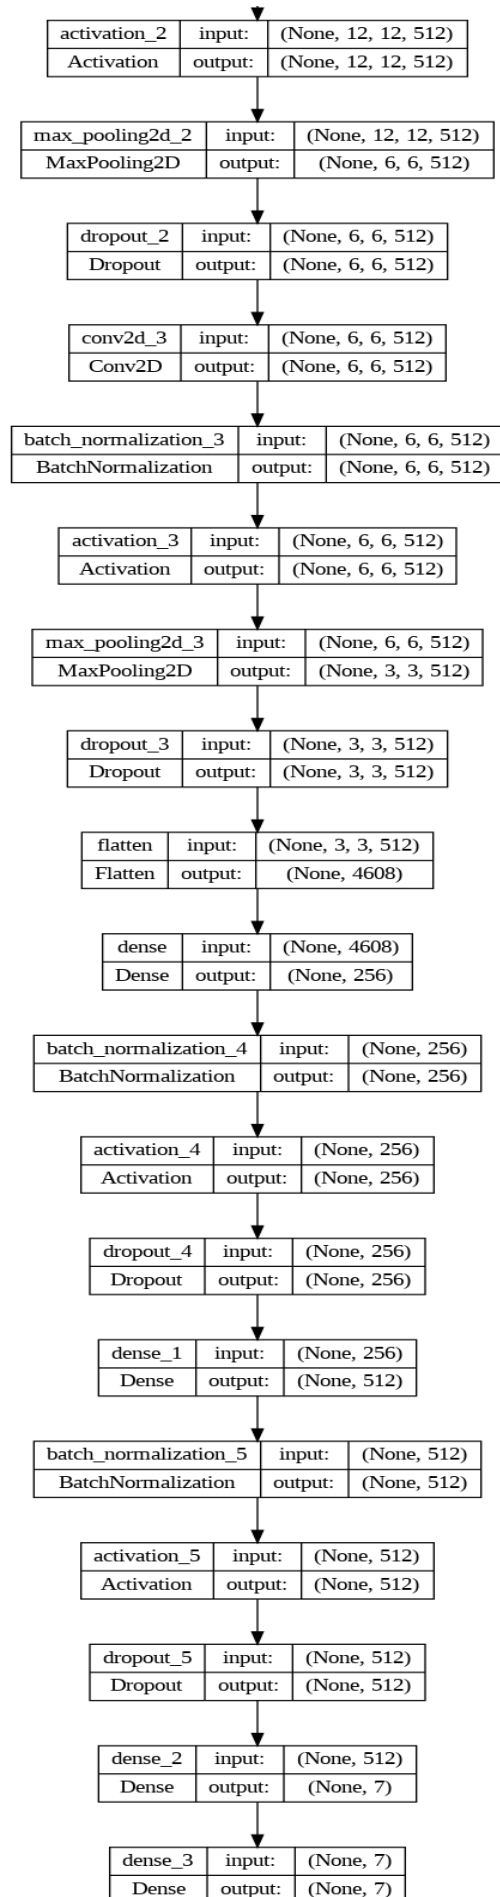 activation_2 input: (None, 12, 12, 512)
Activation output: (None, 12, 12, 512)
max_pooling2d_2 input: (None, 12, 12, 512)
MaxPooling2D output: (None, 6, 6, 512)
dropout_2 input: (None, 6, 6, 512)
Dropout output: (None, 6, 6, 512)
conv2d_3 input: (None, 6, 6, 512)
Conv2D output: (None, 6, 6, 512)
batch_normalization_3 input: (None, 6, 6, 512)
BatchNormalization output: (None, 6, 6, 512)
activation_3 input: (None, 6, 6, 512)
Activation output: (None, 6, 6, 512)
max_pooling2d_3 input: (None, 6, 6, 512)
MaxPooling2D output: (None, 3, 3, 512)
dropout_3 input: (None, 3, 3, 512)
Dropout output: (None, 3, 3, 512)
flatten input: (None, 3, 3, 512)
Flatten output: (None, 4608)
dense input: (None, 4608)
Dense output: (None, 256)
batch_normalization_4 input: (None, 256)
BatchNormalization output: (None, 256)
activation_4 input: (None, 256)
Activation output: (None, 256)
dropout_4 input: (None, 256)
Dropout output: (None, 256)
dense_1 input: (None, 256)
Dense output: (None, 512)
batch_normalization_5 input: (None, 512)
BatchNormalization output: (None, 512)
activation_5 input: (None, 512)
Activation output: (None, 512)
dropout_5 input: (None, 512)
Dropout output: (None, 512)
dense_2 input: (None, 512)
Dense output: (None, 7)
dense_3 input: (None, 7)
Dense output: (None, 7)